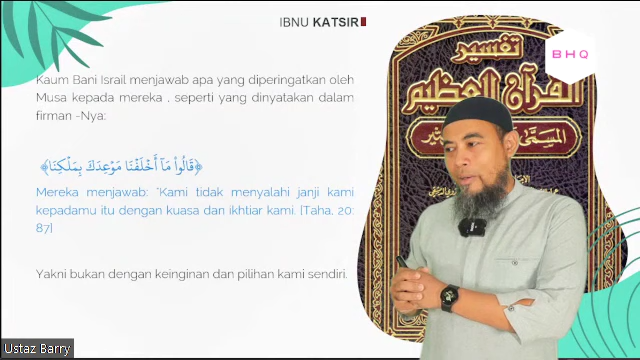 IBNU KATSIR
BHQ
Kaum Bani Israil menjawab apa yang diperingatkan oleh
Musa kepada mereka , seperti yang dinyatakan dalam
firman -Nya:
﴿قَالُوا۟ مَآ أَخْلَفْنَا مَوْعِدَكَ بِمَلْكِنَا﴾
Mereka menjawab: "Kami tidak menyalahi janji kami
kepadamu itu dengan kuasa dan ikhtiar kami. [Taha, 20:
87]
Yakni bukan dengan keinginan dan pilihan kami sendiri.
تفسير
القرآن العظيم
Ustaz Barry